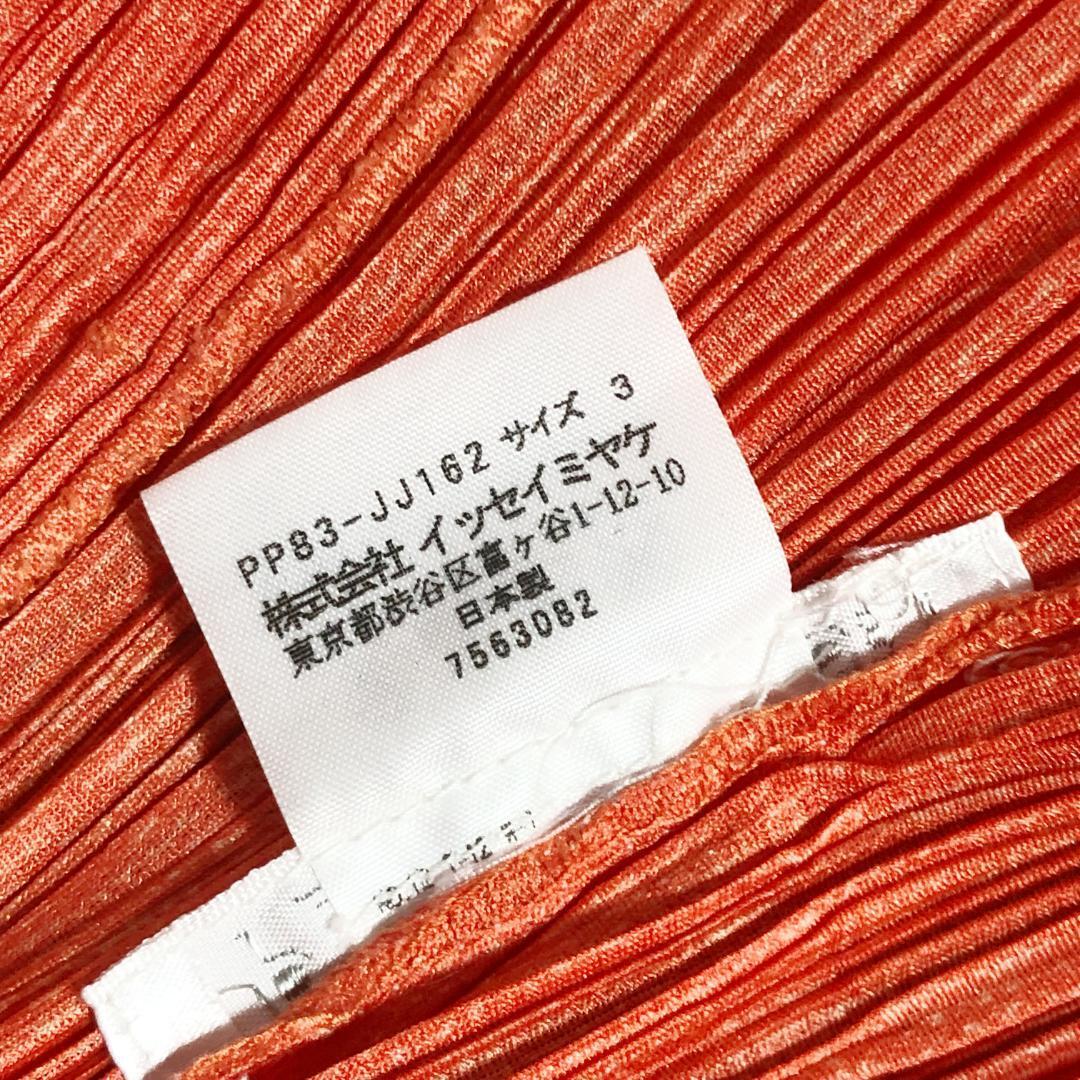 PP83-JJ162 サイズ 3
株式会社 イッセイミヤケ
東京都渋谷区富ヶ谷1-12-10
日本製
7563082